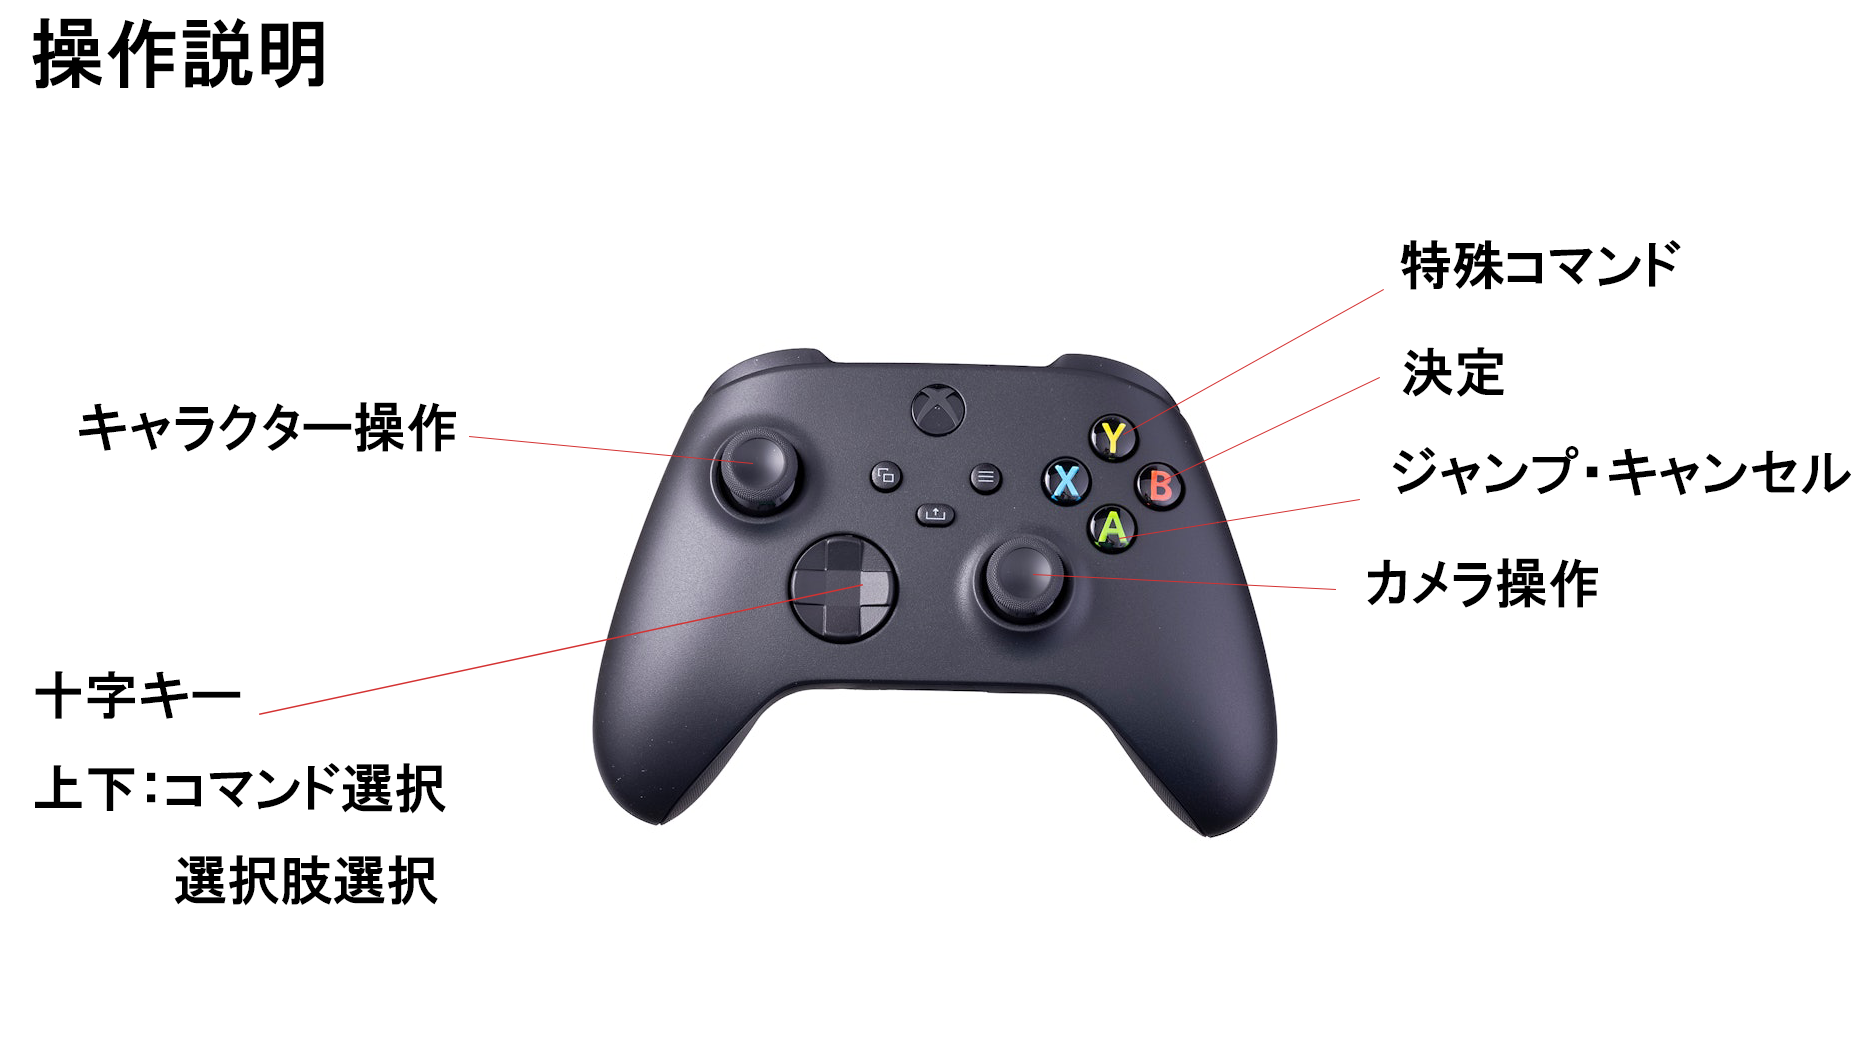 操作説明
特殊コマンド
決定
キャラクター操作
ジャンプ・キャンセル
Y
X
B
A
カメラ操作
十字キー
上下：コマンド選択
選択肢選択